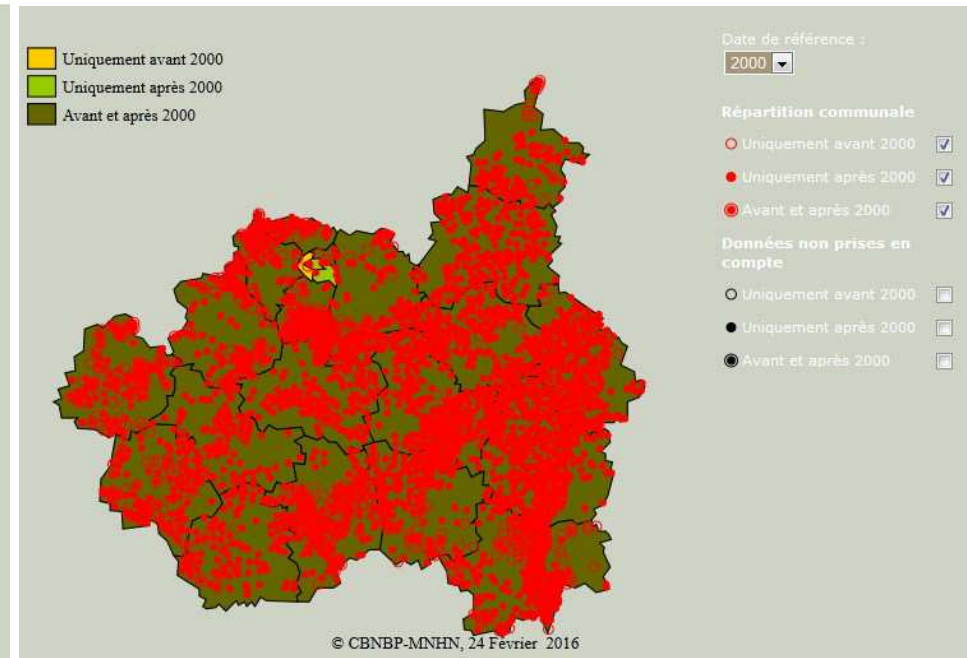 Uniquement avant 2000
Uniquement après 2000
Avant et après 2000
Date de référence :
2000
Répartition communale
Uniquement avant 2000
Uniquement après 2000
Avant et après 2000
Données non prises en
compte
Uniquement avant 2000
Uniquement après 2000
Avant et après 2000
© CBNBP-MNHN, 24 Février 2016